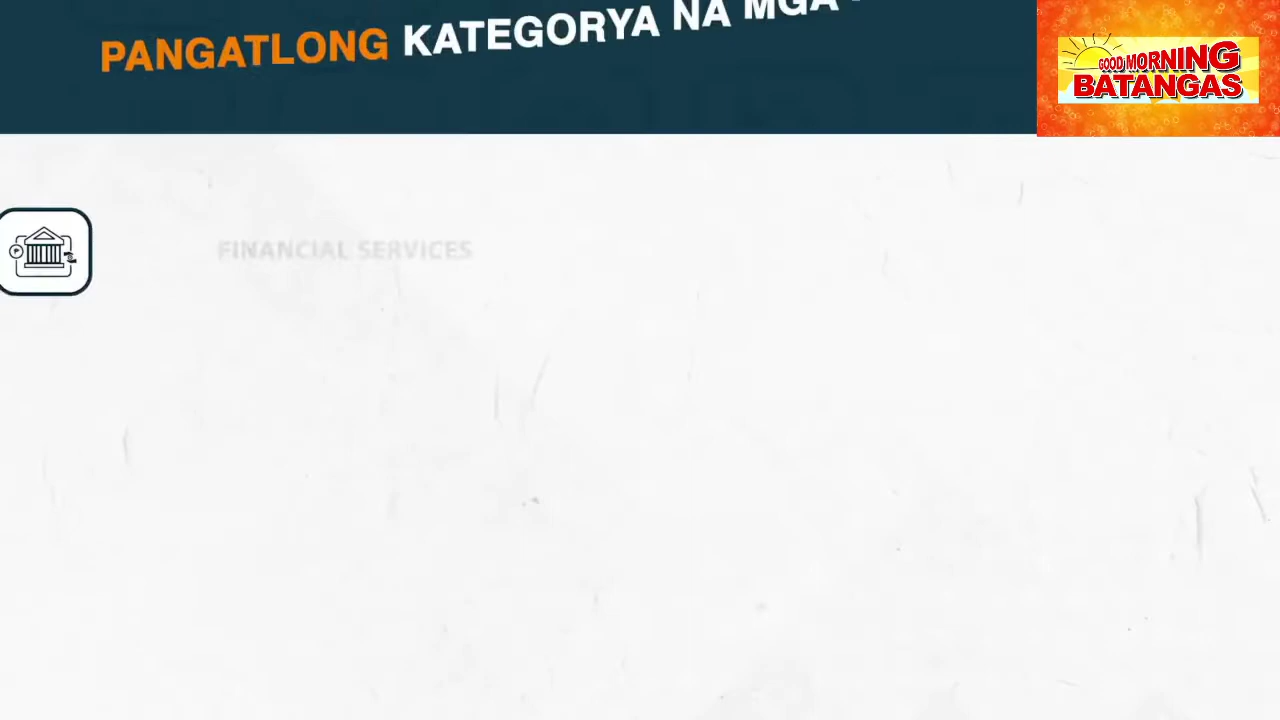 PANGATLONG KATEGORYA NA MGA
GOOD MORNING
BATANGAS
FINANCIAL SERVICES